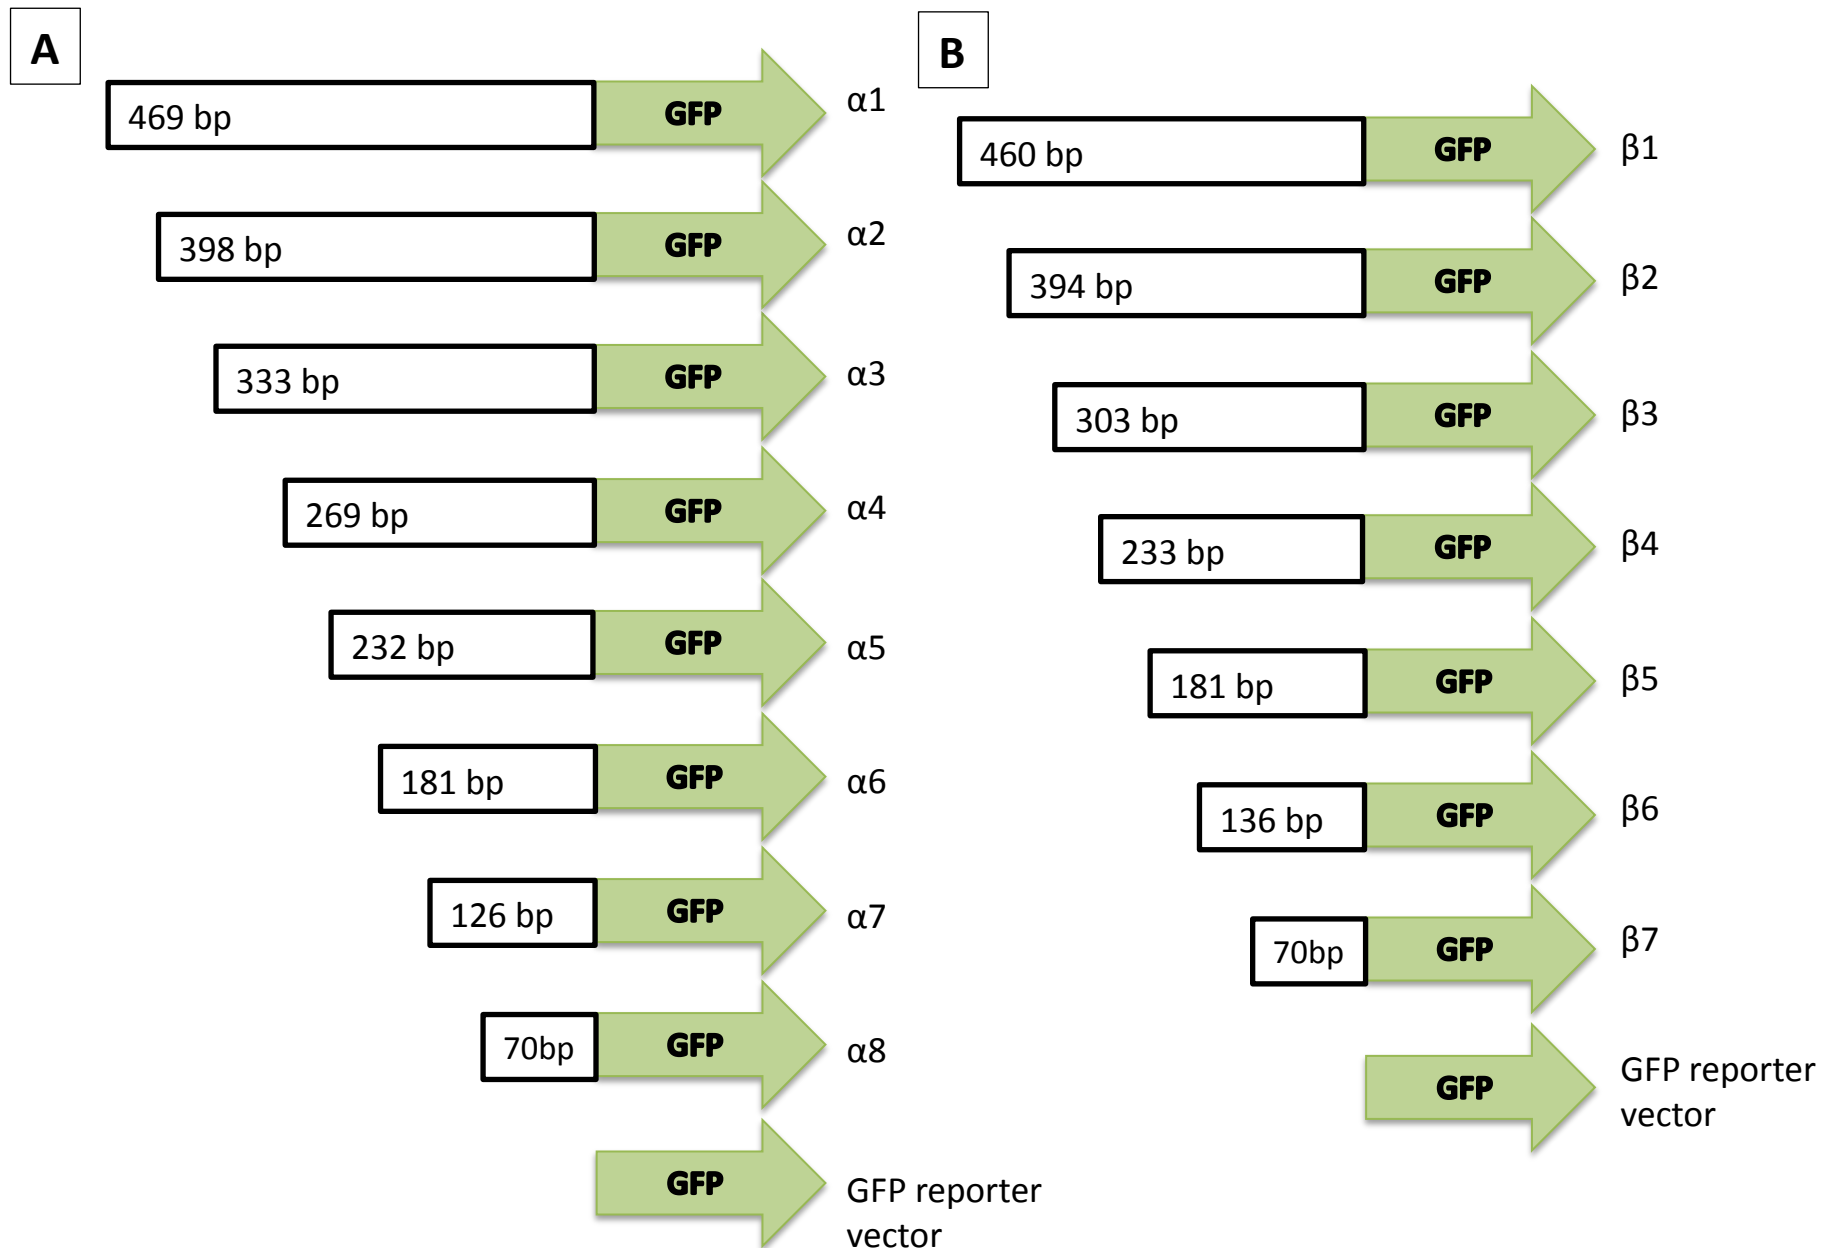 A
469 bp GFP α1
398 bp GFP α2
333 bp GFP α3
269 bp GFP α4
232 bp GFP α5
181 bp GFP α6
126 bp GFP α7
70bp GFP α8
GFP GFP reporter
vector
B
460 bp GFP β1
394 bp GFP β2
303 bp GFP β3
233 bp GFP β4
181 bp GFP β5
136 bp GFP β6
70bp GFP β7
GFP GFP reporter
vector